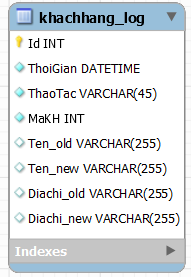 khachhang_log
Id INT
ThoiGian DATETIME
ThaoTac VARCHAR(45)
MaKH INT
Ten_old VARCHAR(255)
Ten_new VARCHAR(255)
Diachi_old VARCHAR(255)
Diachi_new VARCHAR(255)
Indexes